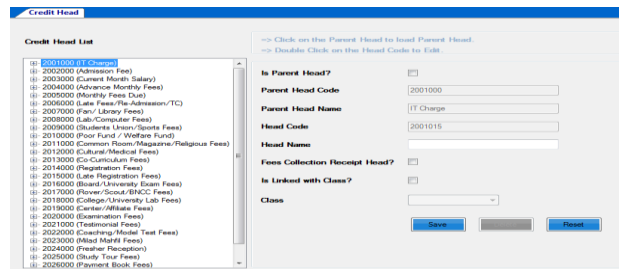 Credit Head
Credit Head List
=> Click on the Parent Head to load Parent Head.
=> Double Click on the Head Code to Edit.
2001000 (IT Charge)
2002000 (Admission Fee)
2003000 (Current Month Salary)
2004000 (Advance Monthly Fees)
2005000 (Monthly Fees Due)
2006000 (Late Fees/Re-Admission/TC)
2007000 (Fan/ Library Fees)
2008000 (Lab/Computer Fees)
2009000 (Students Union/Sports Fees)
2010000 (Poor Fund / Welfare Fund)
2011000 (Common Room/Magazine/Religious Fees)
2012000 (Cultural/Medical Fees)
2013000 (Co-Curriculum Fees)
2014000 (Registration Fees)
2015000 (Late Registration Fees)
2016000 (Board/University Exam Fees)
2017000 (Rover/Scout/BNCC Fees)
2018000 (College/University Lab Fees)
2019000 (Center/Affiliate Fees)
2020000 (Examination Fees)
2021000 (Testimonial Fees)
2022000 (Coaching/Model Test Fees)
2023000 (Milad Mahfil Fees)
2024000 (Fresher Reception)
2025000 (Study Tour Fees)
2026000 (Payment Book Fees)
Is Parent Head?
Parent Head Code 2001000
Parent Head Name IT Charge
Head Code 2001015
Head Name
Fees Collection Receipt Head?
Is Linked with Class?
Class
Save Reset